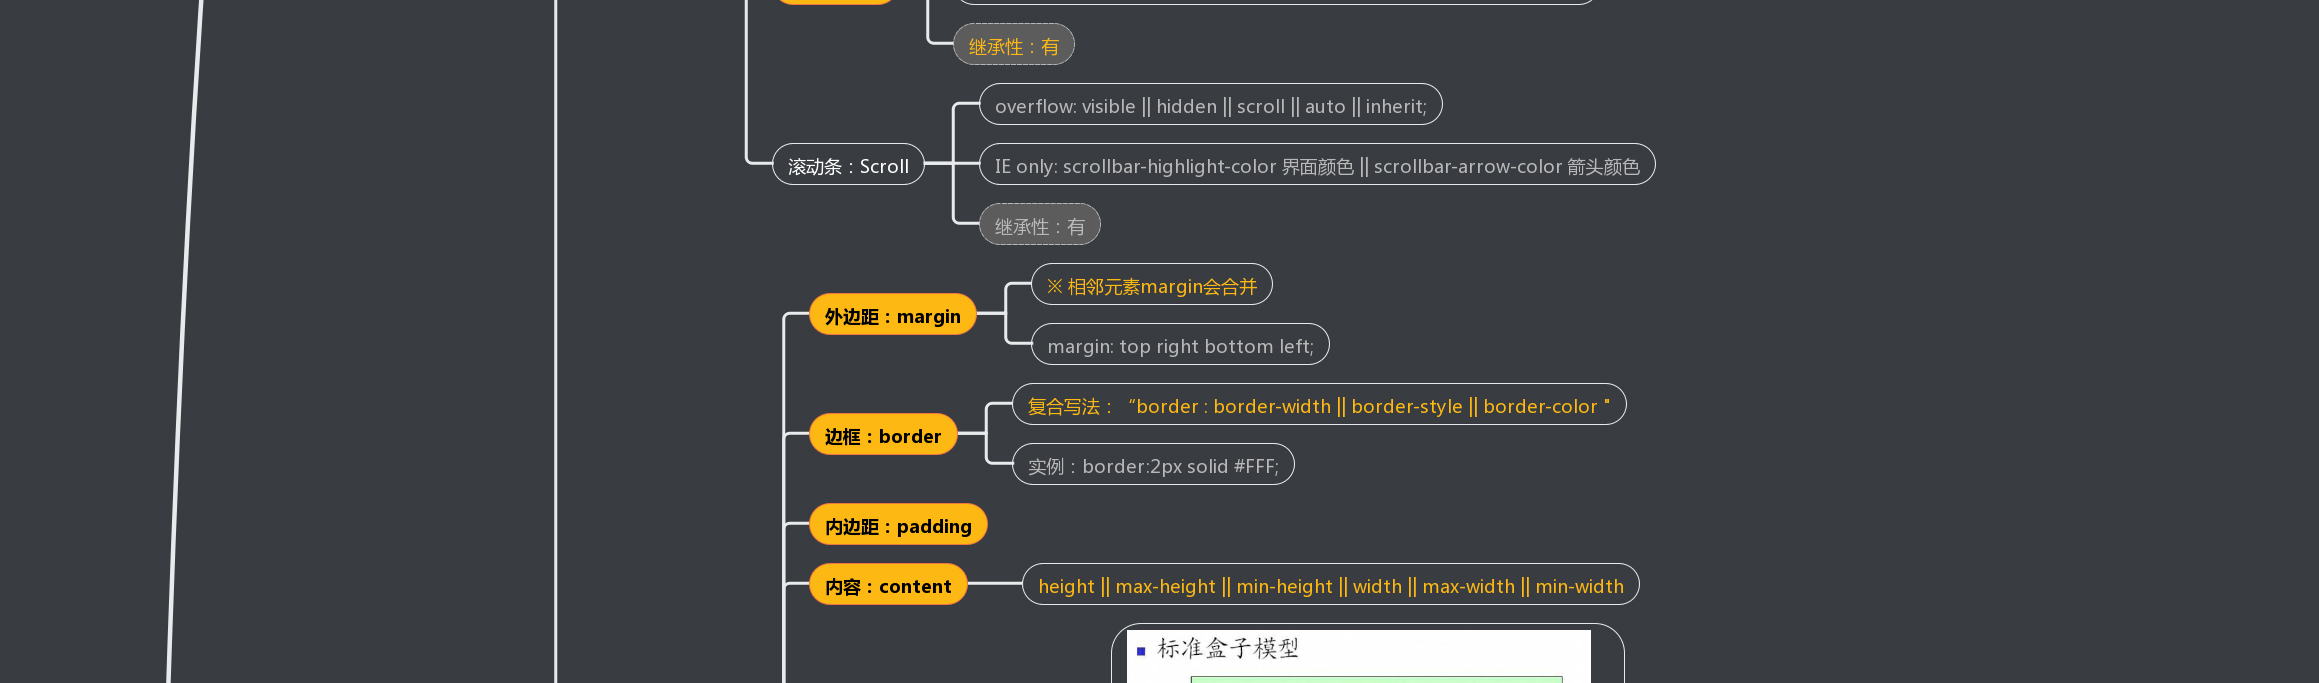 继承性：有
overflow: visible || hidden || scroll || auto || inherit;
滚动条：Scroll
IE only: scrollbar-highlight-color 界面颜色 || scrollbar-arrow-color 箭头颜色
继承性：有
※ 相邻元素margin会合并
外边距：margin
margin: top right bottom left;
复合写法：“border : border-width || border-style || border-color "
边框：border
实例：border:2px solid #FFF;
内边距：padding
内容：content
height || max-height || min-height || width || max-width || min-width
标准盒子模型